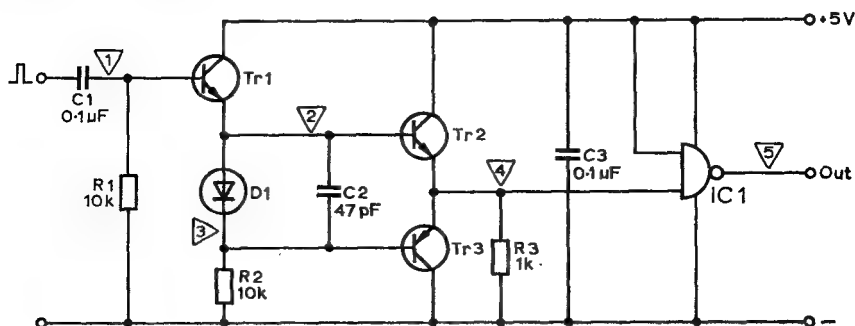 +5V
1
Tr1
C1
0·1µF
2
Tr2
5
4
C3
0·1µF
Out
IC1
R1
10k
D1
C2
47pF
3
Tr3
R3
1k
R2
10k
−